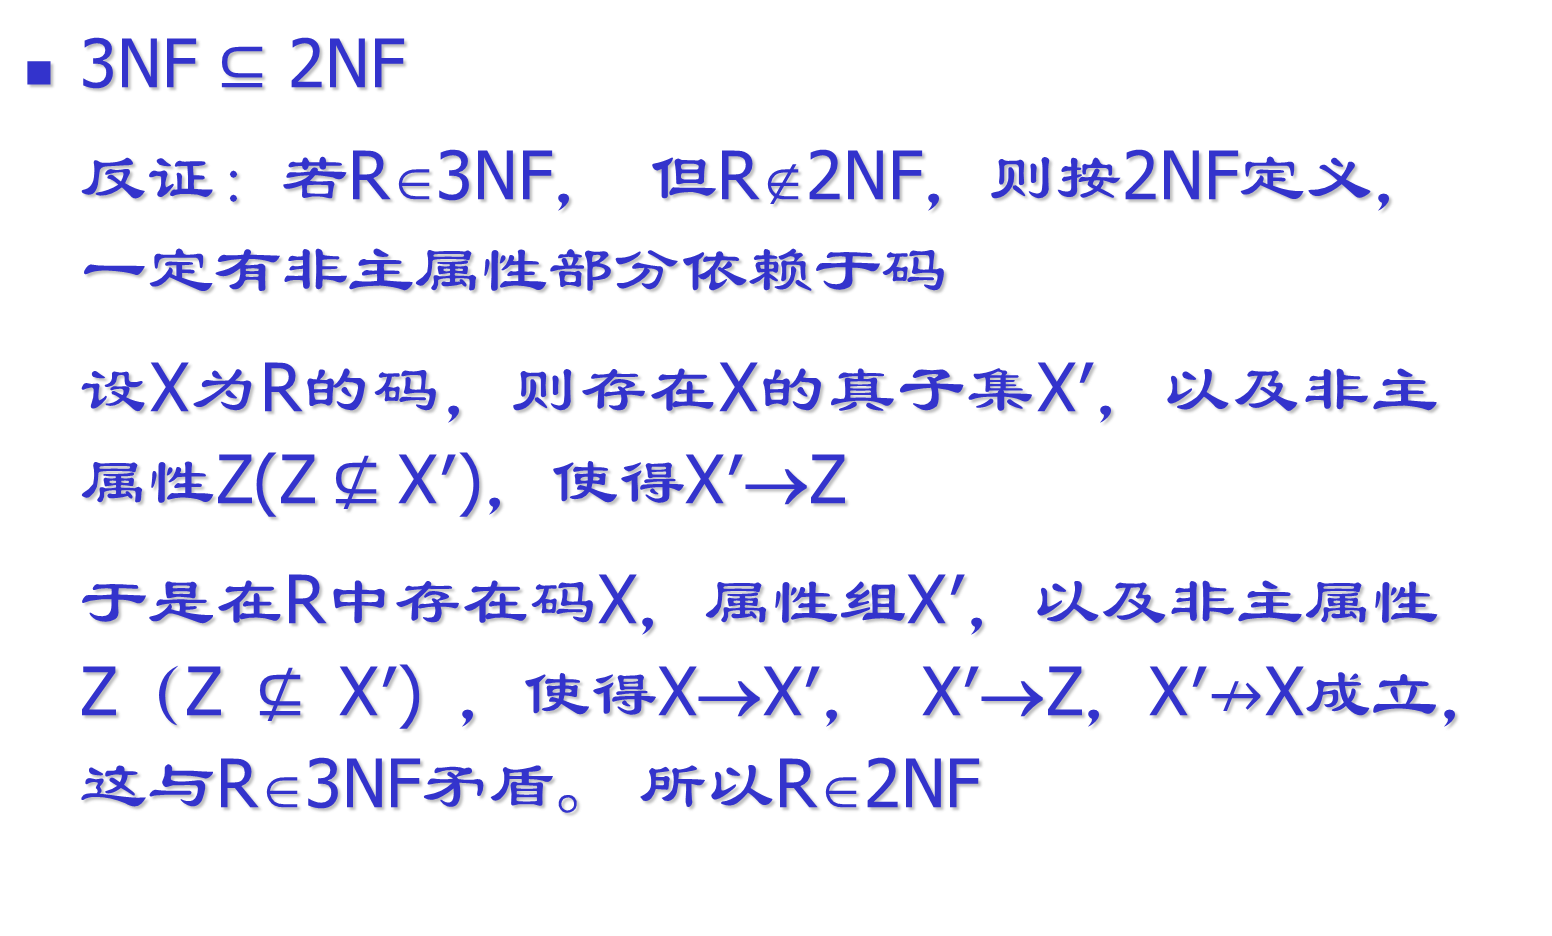 ■ 3NF ⊆ 2NF
反证：若R∈3NF， 但R∉2NF，则按2NF定义，
一定有非主属性部分依赖于码
设X为R的码，则存在X的真子集X′，以及非主
属性Z(Z ⊈ X′)，使得X′→Z
于是在R中存在码X，属性组X′，以及非主属性
Z（Z ⊈ X′），使得X→X′， X′→Z，X′↛X成立，
这与R∈3NF矛盾。 所以R∈2NF